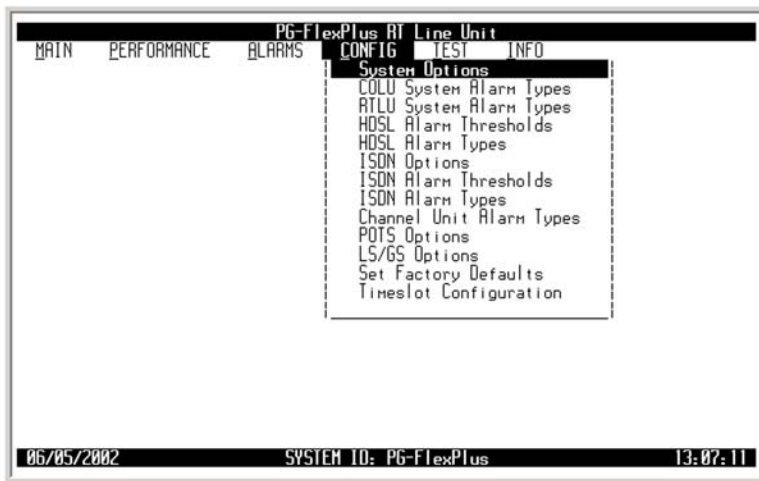 PG-FlexPlus RT Line Unit
MAIN PERFORMANCE ALARMS CONFIG TEST INFO
System Options
COLU System Alarm Types
RTLU System Alarm Types
HDSL Alarm Thresholds
HDSL Alarm Types
ISDN Options
ISDN Alarm Thresholds
ISDN Alarm Types
Channel Unit Alarm Types
POTS Options
LS/GS Options
Set Factory Defaults
Timeslot Configuration
06/05/2002 SYSTEM ID: PG-FlexPlus 13:07:11